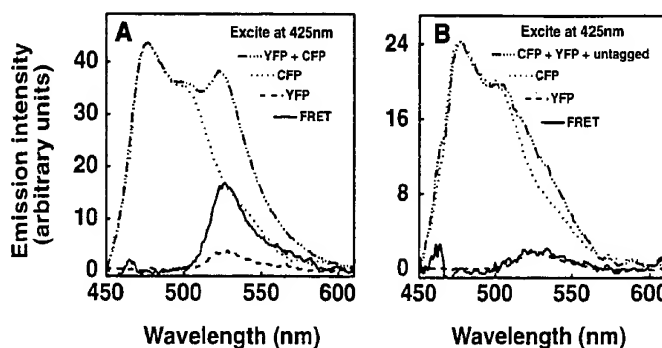 A
Excite at 425nm
YFP + CFP
CFP
YFP
FRET
40
30
20
10
0
450 500 550 600
Wavelength (nm)
Emission intensity
(arbitrary units)
B
Excite at 425nm
CFP + YFP + untagged
CFP
YFP
FRET
24
16
8
0
450 500 550 600
Wavelength (nm)